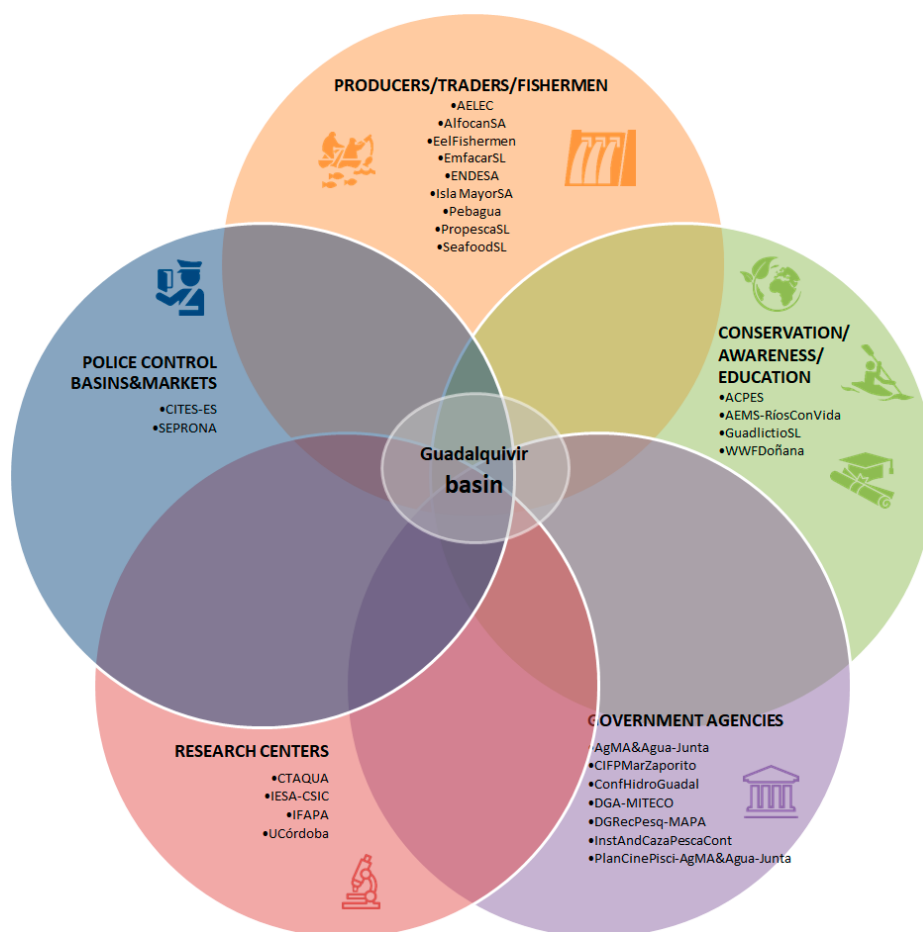 PRODUCERS/TRADERS/FISHERMEN
•AELEC
•AlfocanSA
•EelFishermen
•EmfacarSL
•ENDESA
•Isla MayorSA
•Pebagua
•PropescaSL
•SeafoodSL
POLICE CONTROL
BASINS&MARKETS
•CITES-ES
•SEPRONA
CONSERVATION/
AWARENESS/
EDUCATION
•ACPES
•AEMS-RíosConVida
•GuadlictioSL
•WWFDoñana
Guadalquivir
basin
RESEARCH CENTERS
•CTAQUA
•IESA-CSIC
•IFAPA
•UCórdoba
GOVERNMENT AGENCIES
•AgMA&Agua-Junta
•CIFPMarZaporito
•ConfHidroGuadal
•DGA-MITECO
•DGRecPesq-MAPA
•InstAndCazaPescaCont
•PlanCinePisci-AgMA&Agua-Junta